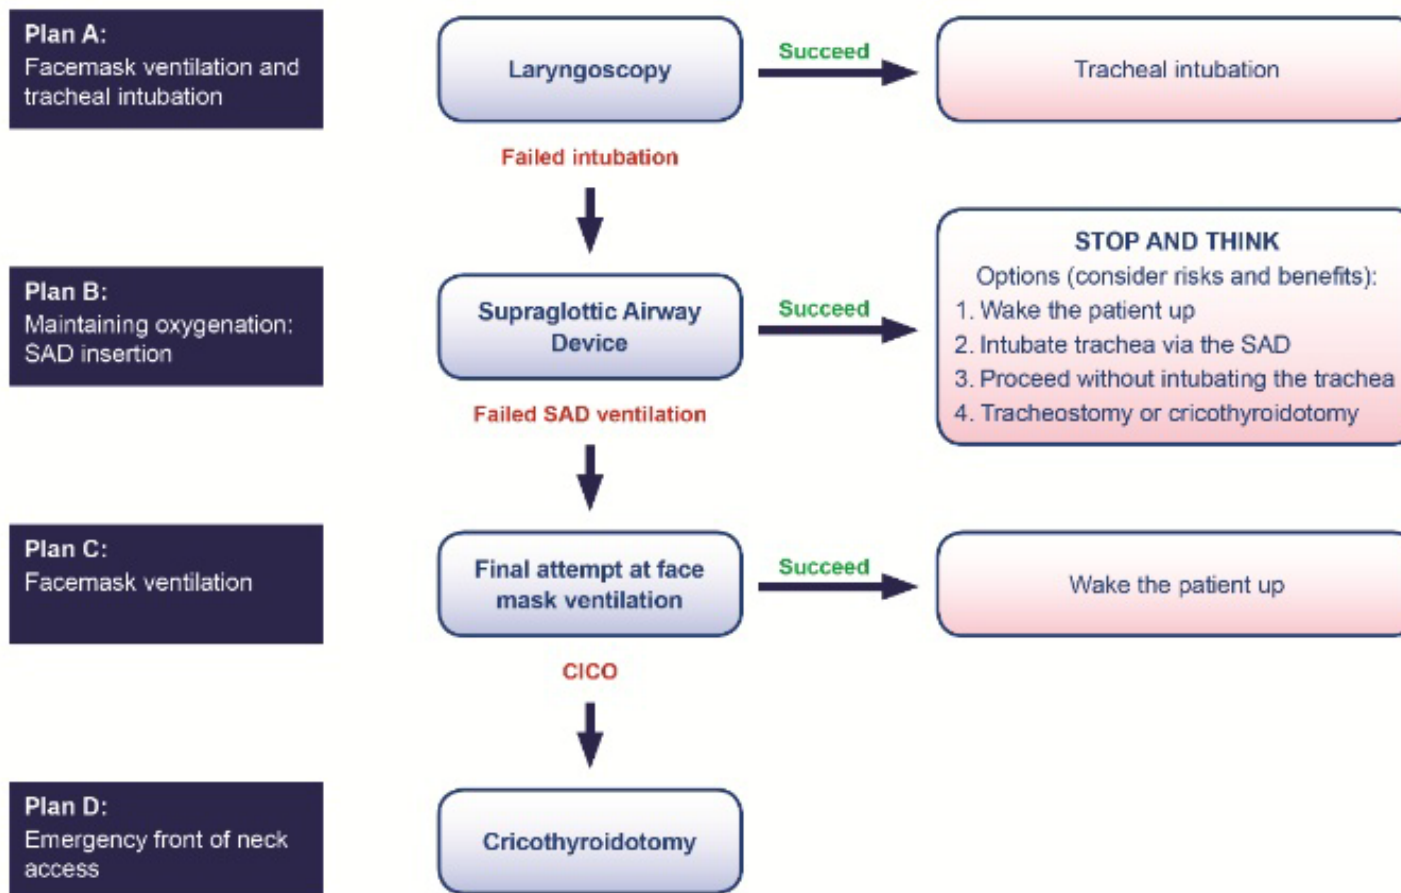 Plan A:
Facemask ventilation and
tracheal intubation
Laryngoscopy
Succeed
Tracheal intubation
Failed intubation
Plan B:
Maintaining oxygenation:
SAD insertion
Supraglottic Airway
Device
Succeed
STOP AND THINK
Options (consider risks and benefits):
1. Wake the patient up
2. Intubate trachea via the SAD
3. Proceed without intubating the trachea
4. Tracheostomy or cricothyroidotomy
Failed SAD ventilation
Plan C:
Facemask ventilation
Final attempt at face
mask ventilation
Succeed
Wake the patient up
CICO
Plan D:
Emergency front of neck
access
Cricothyroidotomy